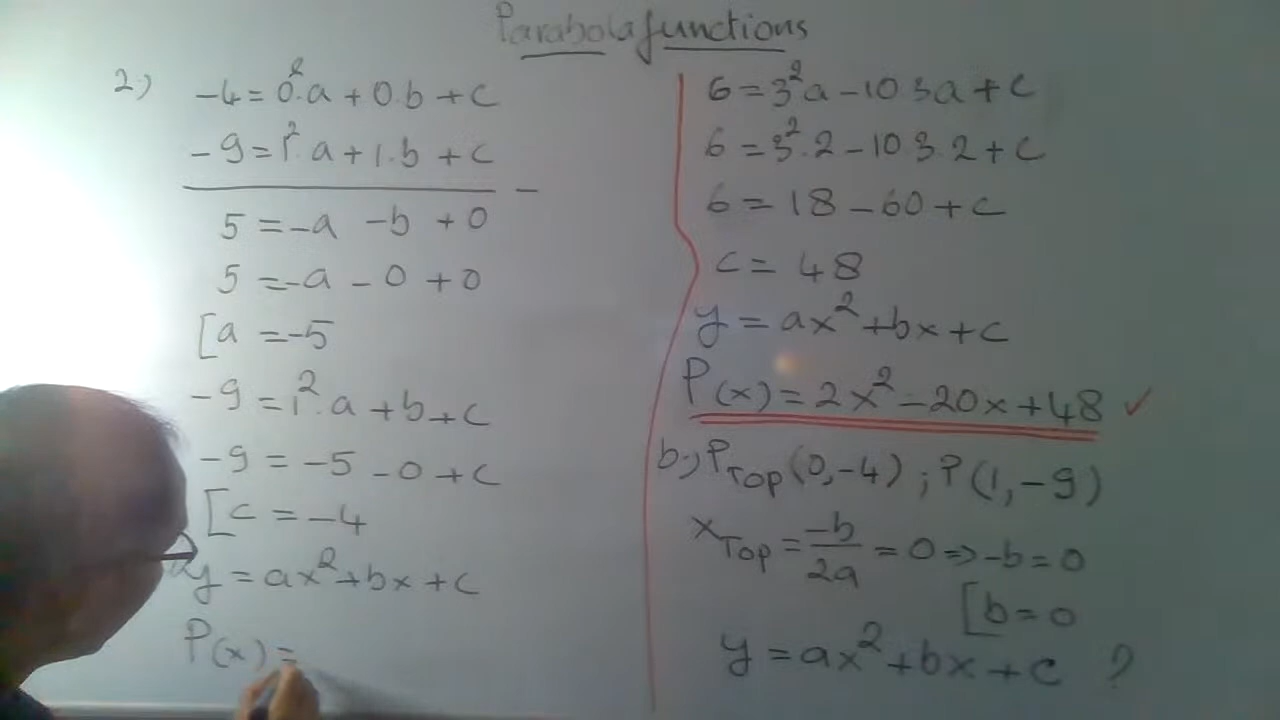 Parabola functions
2)
-4 = 0².a + 0.b + c
-9 = 1².a + 1.b + c
5 = -a -b + 0 -
5 = -a - 0 + 0
[a = -5
-9 = 1².a + b + c
-9 = -5 - 0 + c
[c = -4
y = ax² + bx + c
P(x) =
6 = 3²a - 10 3a + c
6 = 3².2 - 10 3.2 + c
6 = 18 - 60 + c
c = 48
y = ax² + bx + c
P(x) = 2x² - 20x + 48 ✓
b; P_Top (0, -4) ; P(1, -9)
x_Top = -b/2a = 0 => -b = 0
[b = 0
y = ax² + bx + c ?